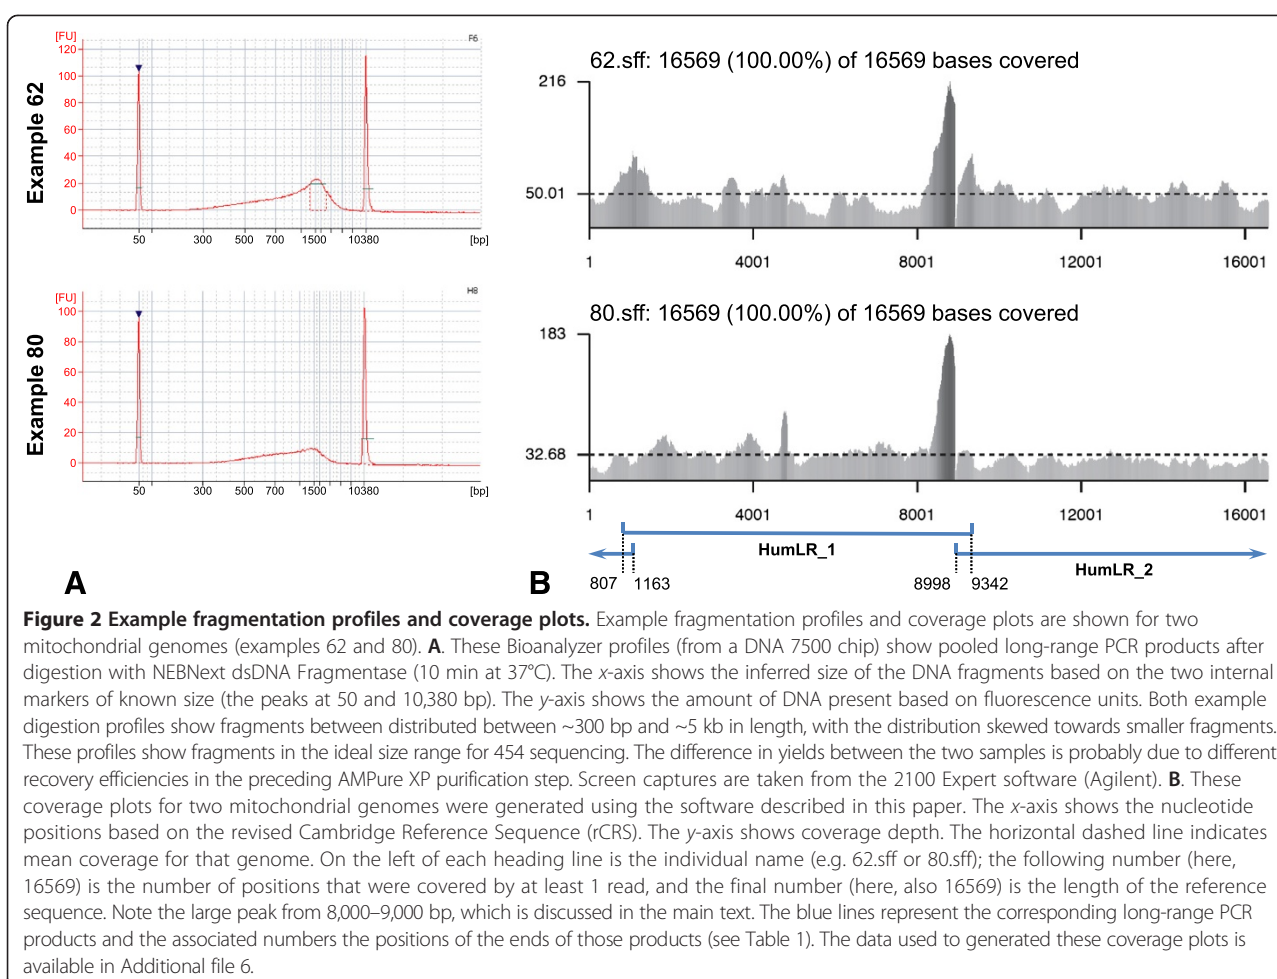 [FU]
F6
120
100
80
60
40
20
0
50
300
500
700
1500
10380
[bp]
Example 62
62.sff: 16569 (100.00%) of 16569 bases covered
216
50.01
1
4001
8001
12001
16001
[FU]
H8
100
80
60
40
20
0
50
300
500
700
1500
10380
[bp]
Example 80
80.sff: 16569 (100.00%) of 16569 bases covered
183
32.68
1
4001
8001
12001
16001
HumLR_1
HumLR_2
807
1163
8998
9342
A
B
Figure 2 Example fragmentation profiles and coverage plots. Example fragmentation profiles and coverage plots are shown for two
mitochondrial genomes (examples 62 and 80). A. These Bioanalyzer profiles (from a DNA 7500 chip) show pooled long-range PCR products after
digestion with NEBNext dsDNA Fragmentase (10 min at 37°C). The x-axis shows the inferred size of the DNA fragments based on the two internal
markers of known size (the peaks at 50 and 10,380 bp). The y-axis shows the amount of DNA present based on fluorescence units. Both example
digestion profiles show fragments between distributed between ~300 bp and ~5 kb in length, with the distribution skewed towards smaller fragments.
These profiles show fragments in the ideal size range for 454 sequencing. The difference in yields between the two samples is probably due to different
recovery efficiencies in the preceding AMPure XP purification step. Screen captures are taken from the 2100 Expert software (Agilent). B. These
coverage plots for two mitochondrial genomes were generated using the software described in this paper. The x-axis shows the nucleotide
positions based on the revised Cambridge Reference Sequence (rCRS). The y-axis shows coverage depth. The horizontal dashed line indicates
mean coverage for that genome. On the left of each heading line is the individual name (e.g. 62.sff or 80.sff); the following number (here,
16569) is the number of positions that were covered by at least 1 read, and the final number (here, also 16569) is the length of the reference
sequence. Note the large peak from 8,000–9,000 bp, which is discussed in the main text. The blue lines represent the corresponding long-range PCR
products and the associated numbers the positions of the ends of those products (see Table 1). The data used to generated these coverage plots is
available in Additional file 6.